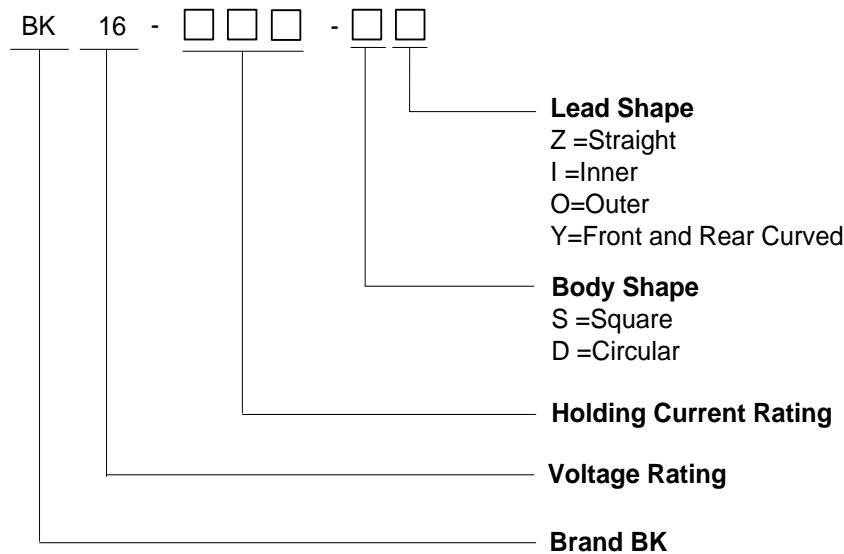 BK 16 - □□□ - □□
Lead Shape
Z =Straight
I =Inner
O=Outer
Y=Front and Rear Curved
Body Shape
S =Square
D =Circular
Holding Current Rating
Voltage Rating
Brand BK